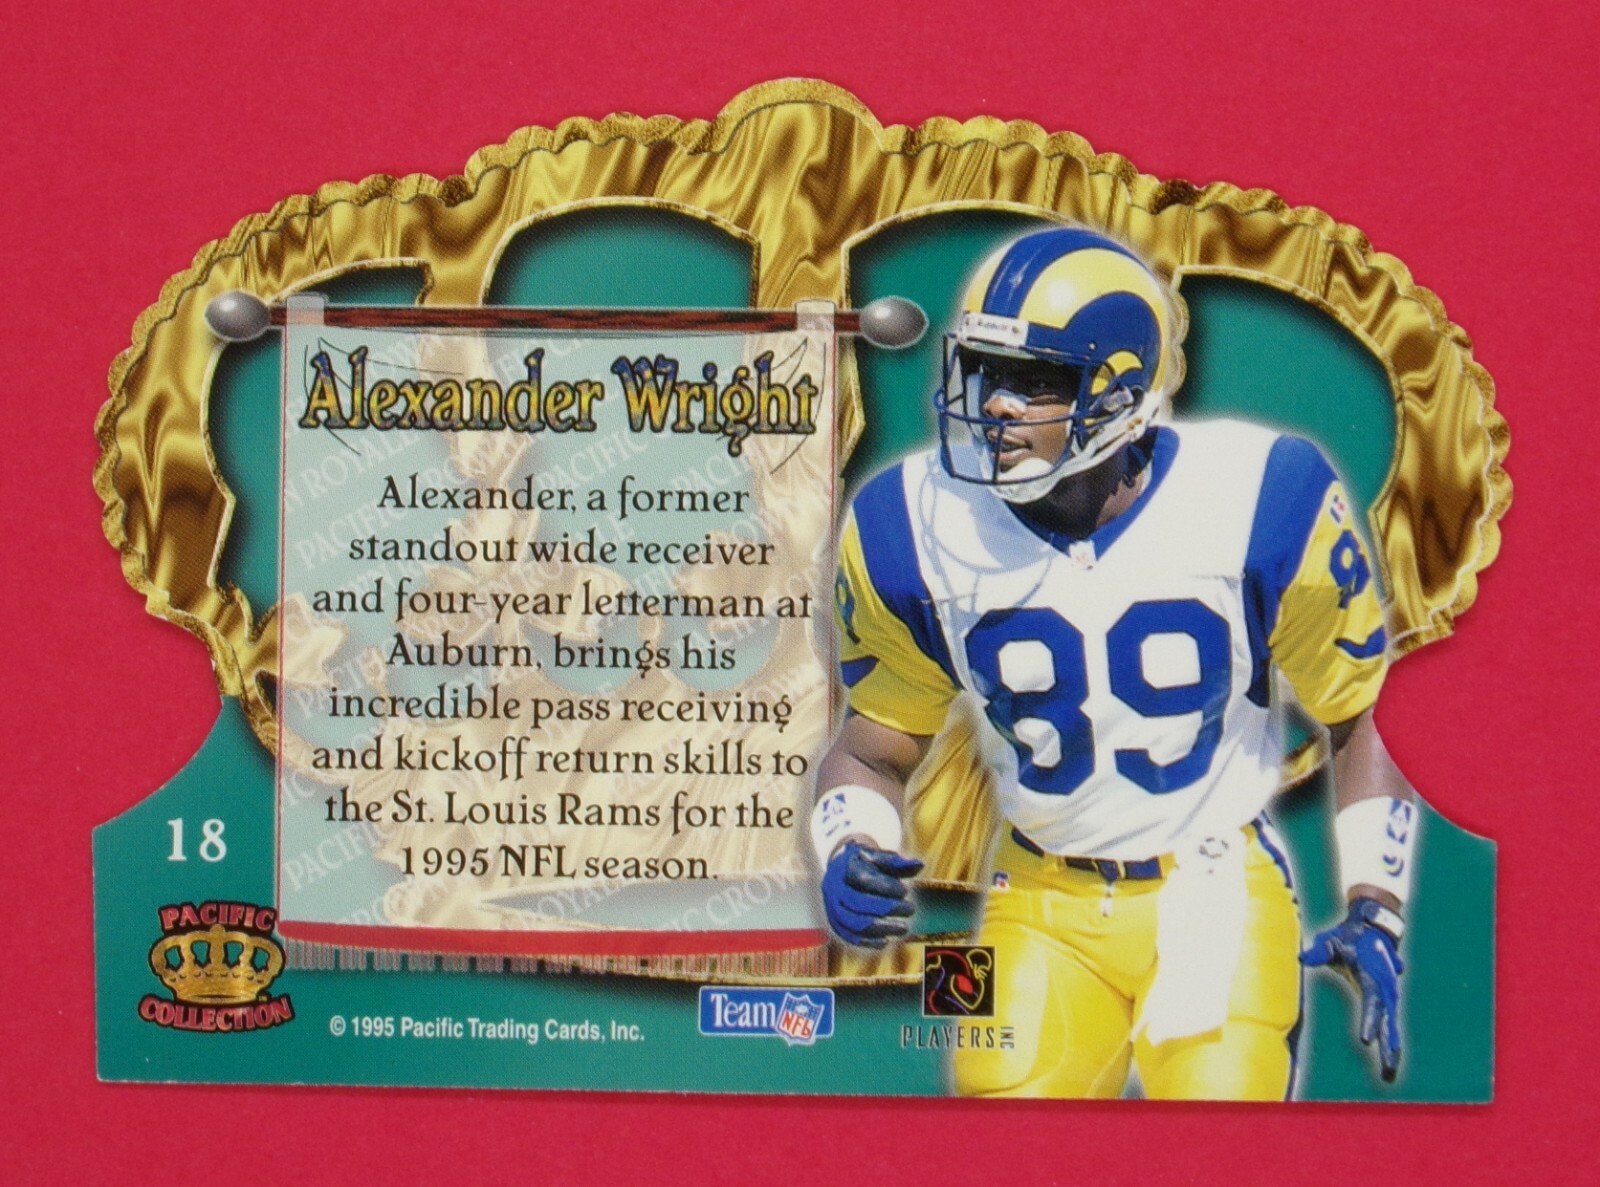 Alexander Wright
Alexander, a former
standout wide receiver
and four-year letterman at
Auburn, brings his
incredible pass receiving
and kickoff return skills to
the St. Louis Rams for the
1995 NFL season.
18
PACIFIC
COLLECTION
© 1995 Pacific Trading Cards, Inc.
Team NFL
PLAYERS INC
89
89